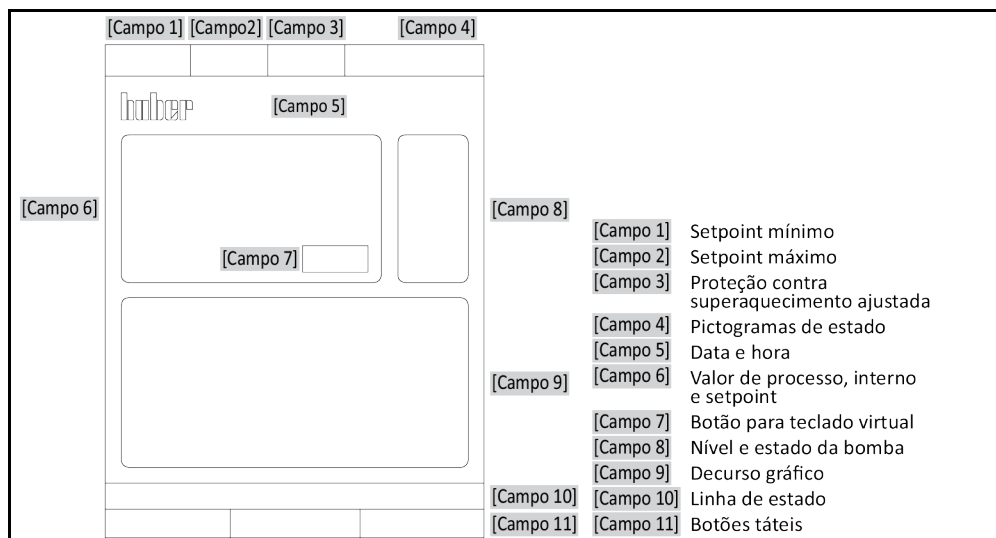 [Campo 1] [Campo2] [Campo 3] [Campo 4]
huber
[Campo 5]
[Campo 6]
[Campo 7]
[Campo 8]
[Campo 9]
[Campo 10]
[Campo 11]
[Campo 1] Setpoint mínimo
[Campo 2] Setpoint máximo
[Campo 3] Proteção contra
superaquecimento ajustada
[Campo 4] Pictogramas de estado
[Campo 5] Data e hora
[Campo 6] Valor de processo, interno
e setpoint
[Campo 7] Botão para teclado virtual
[Campo 8] Nível e estado da bomba
[Campo 9] Decurso gráfico
[Campo 10] Linha de estado
[Campo 11] Botões táteis